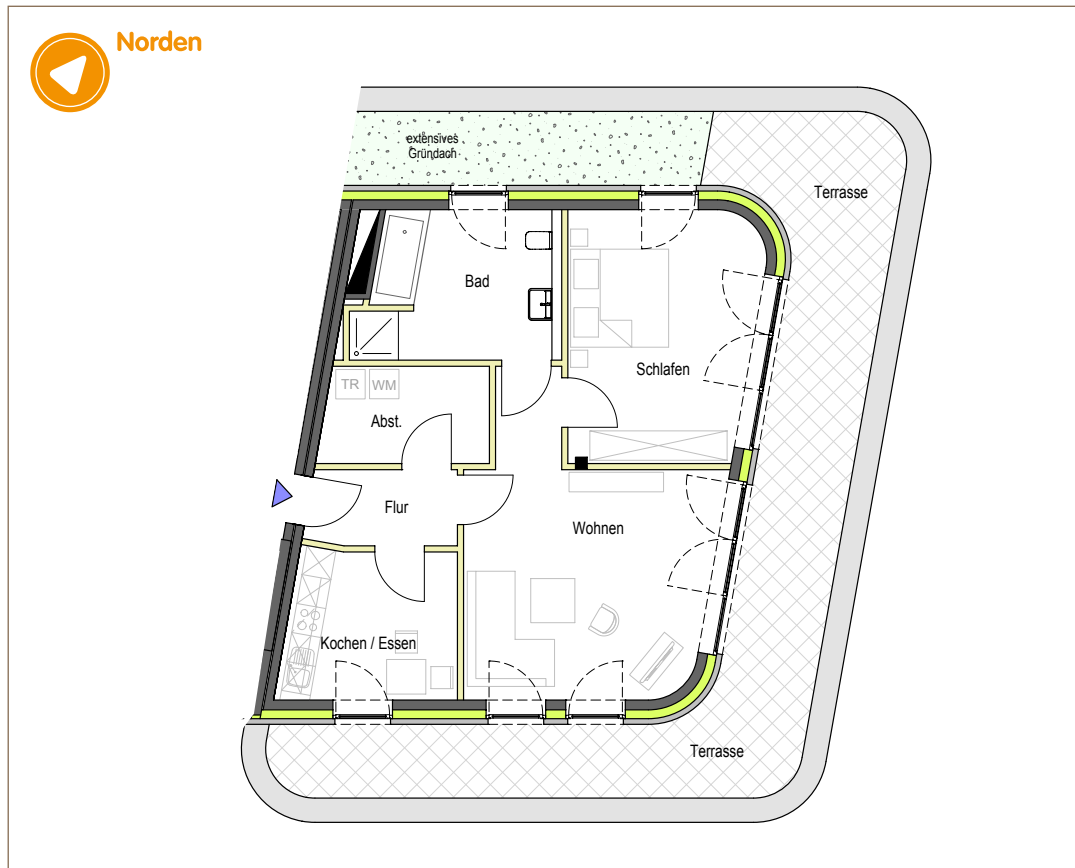 Norden
extensives
Gründach
Terrasse
Bad
Schlafen
TR WM
Abst.
Flur
Wohnen
Kochen / Essen
Terrasse